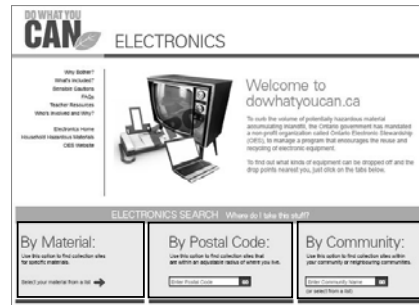 DO WHAT YOU
CAN
ELECTRONICS
Why Bother?
What's Included?
Donation Stations
FAQs
Teacher Resources
Who's Involved and Why?
Electronics Home
Household Hazardous Materials
OES Website
Welcome to
dowhatyoucan.ca
To curb the volume of potentially hazardous material
accumulating inlandfill, the Ontario government has mandated
a non-profit organization called Ontario Electronic Stewardship
(OES), to manage a program that encourages the reuse and
recycling of electronic equipment.
To find out what kinds of equipment can be dropped off and the
drop points nearest you, just click on the tabs below.
ELECTRONICS SEARCH Where do I take this stuff?
By Material:
Use this option to find collection sites
for specific materials.
Select your material from a list
By Postal Code:
Use this option to find collection sites that
are within an adjustable radius of where you live.
Enter Postal Code GO
By Community:
Use this option to find collection sites within
your community or neighbouring communities.
Enter Community Name GO
(or select from a list)